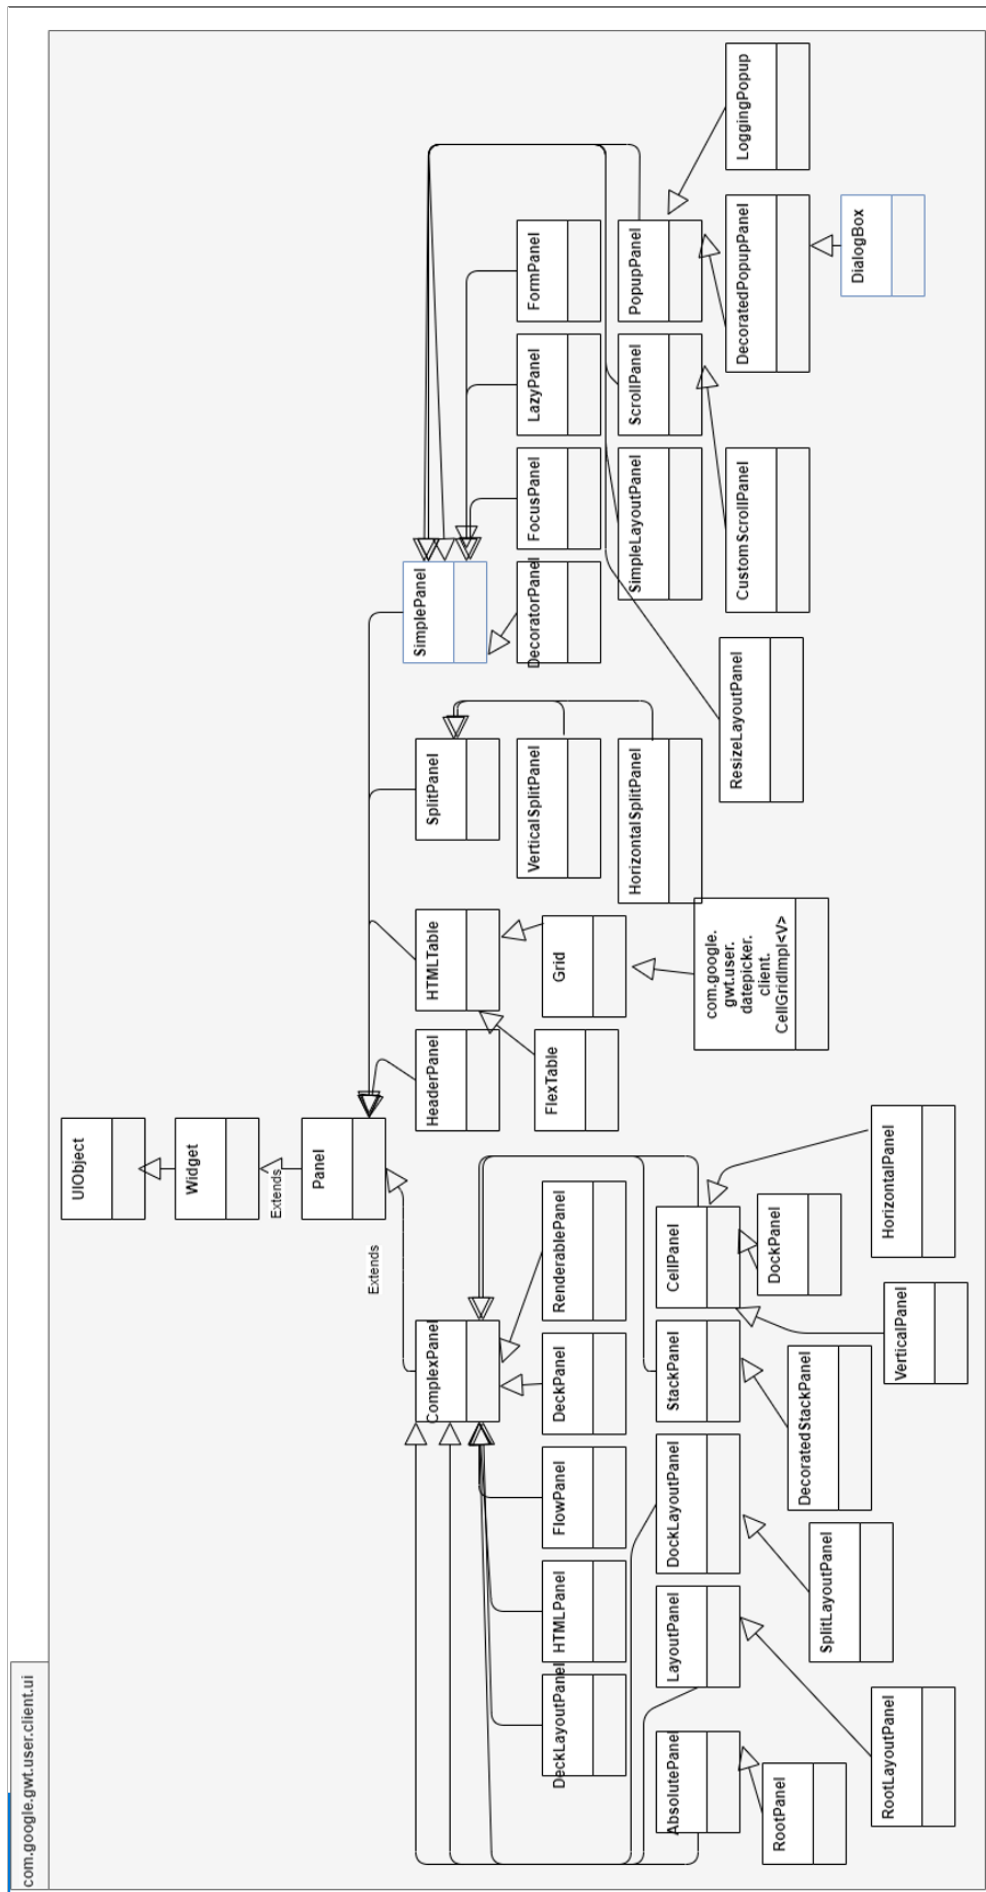 com.google.gwt.user.client.ui
UIObject
Widget
Extends
Panel
Extends
ComplexPanel
HeaderPanel
HTMLTable
SplitPanel
SimplePanel
DeckLayoutPanel
HTMLPanel
FlowPanel
DeckPanel
RenderablePanel
FlexTable
Grid
VerticalSplitPanel
DecoratorPanel
FocusPanel
LazyPanel
FormPanel
AbsolutePanel
LayoutPanel
DockLayoutPanel
StackPanel
CellPanel
HorizontalSplitPanel
SimpleLayoutPanel
ScrollPanel
PopupPanel
com.google.
gwt.user.
datepicker.
client.
CellGridImpl<V>
ResizeLayoutPanel
CustomScrollPanel
DecoratedPopupPanel
LoggingPopup
RootPanel
SplitLayoutPanel
DecoratedStackPanel
DockPanel
DialogBox
RootLayoutPanel
VerticalPanel
HorizontalPanel